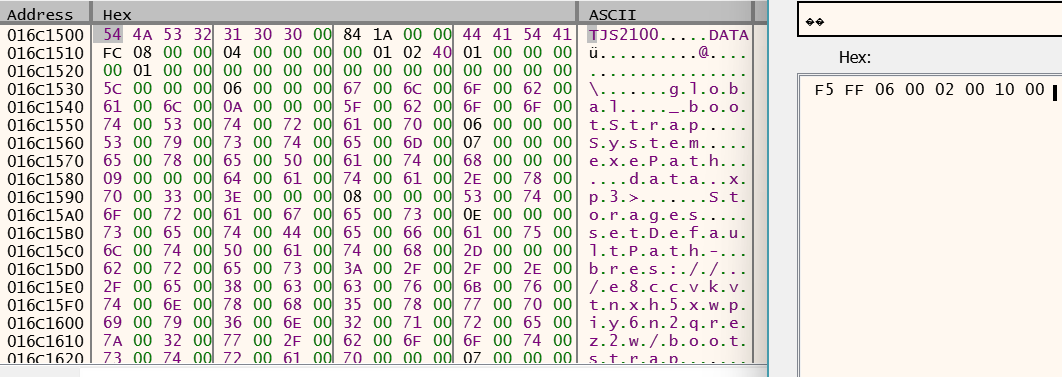 Address Hex ASCII
016C1500 54 4A 53 32 31 30 30 00 84 1A 00 00 44 41 54 41 TJS2100.....DATA
016C1510 FC 08 00 00 04 00 00 00 00 01 02 40 01 00 00 00 ü..........@....
016C1520 00 01 00 00 00 00 00 00 00 00 00 00 00 00 00 00 ................
016C1530 5C 00 00 00 06 00 00 00 67 00 6C 00 6F 00 62 00 \.......g.l.o.b.
016C1540 61 00 6C 00 0A 00 00 00 5F 00 62 00 6F 00 6F 00 a.l....._.b.o.o.
016C1550 74 00 53 00 74 00 72 00 61 00 70 00 06 00 00 00 t.S.t.r.a.p.....
016C1560 53 00 79 00 73 00 74 00 65 00 6D 00 07 00 00 00 S.y.s.t.e.m.....
016C1570 65 00 78 00 65 00 50 00 61 00 74 00 68 00 00 00 e.x.e.P.a.t.h...
016C1580 09 00 00 00 64 00 61 00 74 00 61 00 2E 00 78 00 ....d.a.t.a...x.
016C1590 70 00 33 00 3E 00 00 00 08 00 00 00 53 00 74 00 p.3.>.......S.t.
016C15A0 6F 00 72 00 61 00 67 00 65 00 73 00 0E 00 00 00 o.r.a.g.e.s.....
016C15B0 73 00 65 00 74 00 44 00 65 00 66 00 61 00 75 00 s.e.t.D.e.f.a.u.
016C15C0 6C 00 74 00 50 00 61 00 74 00 68 00 2D 00 00 00 l.t.P.a.t.h.-...
016C15D0 62 00 72 00 65 00 73 00 3A 00 2F 00 2F 00 2E 00 b.r.e.s.:././...
016C15E0 2F 00 65 00 38 00 63 00 63 00 76 00 6B 00 76 00 /.e.8.c.c.v.k.v.
016C15F0 74 00 6E 00 78 00 68 00 35 00 78 00 77 00 70 00 t.n.x.h.5.x.w.p.
016C1600 69 00 79 00 36 00 6E 00 32 00 71 00 72 00 65 00 i.y.6.n.2.q.r.e.
016C1610 7A 00 32 00 77 00 2F 00 62 00 6F 00 6F 00 74 00 z.2.w./.b.o.o.t.
016C1620 73 00 74 00 72 00 61 00 70 00 00 00 07 00 00 00 s.t.r.a.p.......
��
Hex:
F5 FF 06 00 02 00 10 00